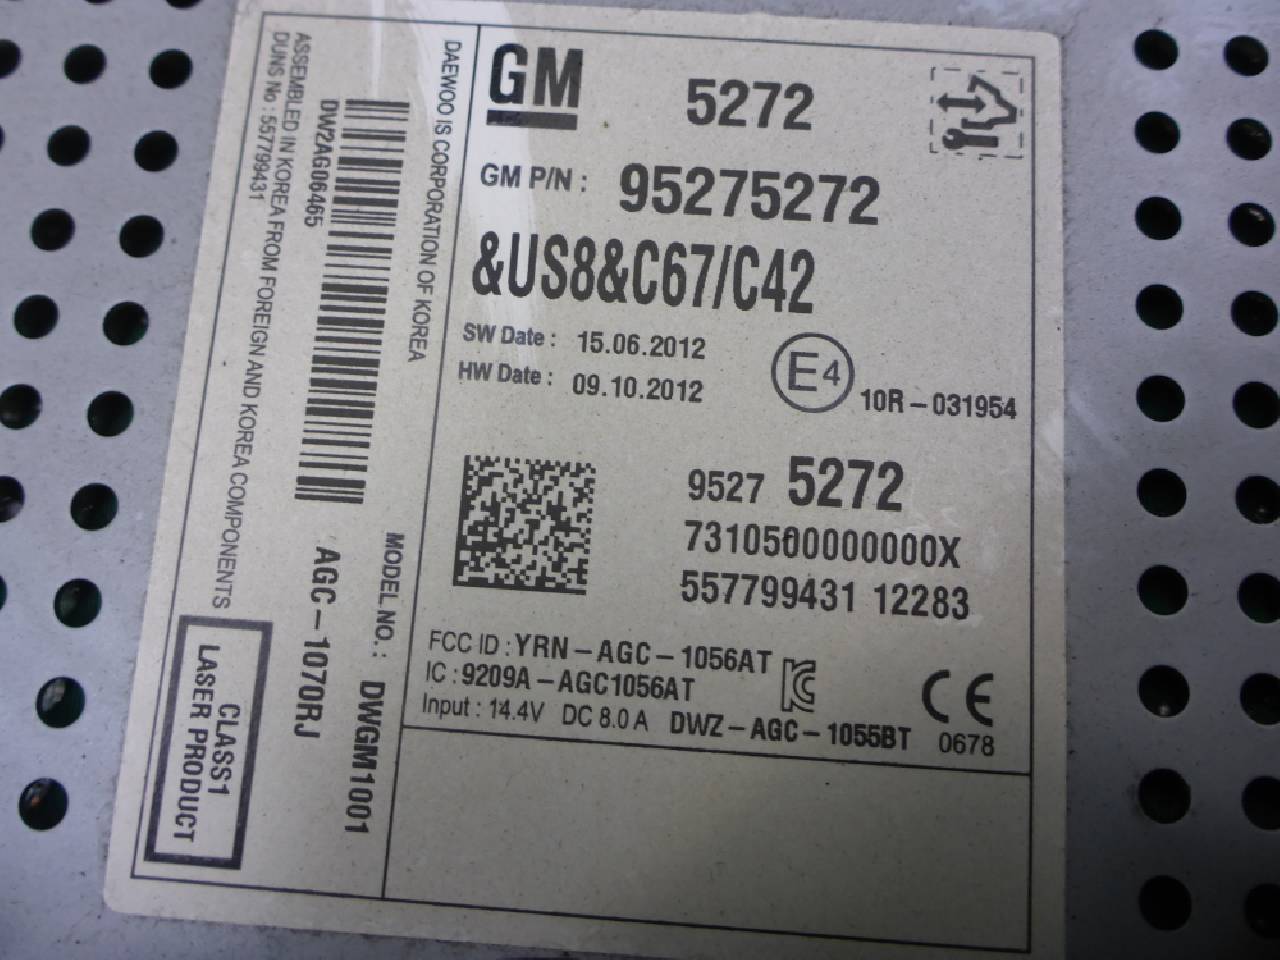 GM
5272
GM P/N : 95275272
&US8&C67/C42
SW Date : 15.06.2012
HW Date : 09.10.2012
E4
10R-031954
9527 5272
7310500000000X
557799431 12283
FCC ID : YRN-AGC-1056AT
IC : 9209A-AGC1056AT
Input : 14.4V DC 8.0 A DWZ-AGC-1055BT
CE
0678
DAEWOO IS CORPORATION OF KOREA
MODEL NO. : DWGM1001
DW2AG06465
AGC-1070RJ
ASSEMBLED IN KOREA FROM FOREIGN AND KOREA COMPONENTS
DUNS No : 557799431
CLASS1
LASER PRODUCT